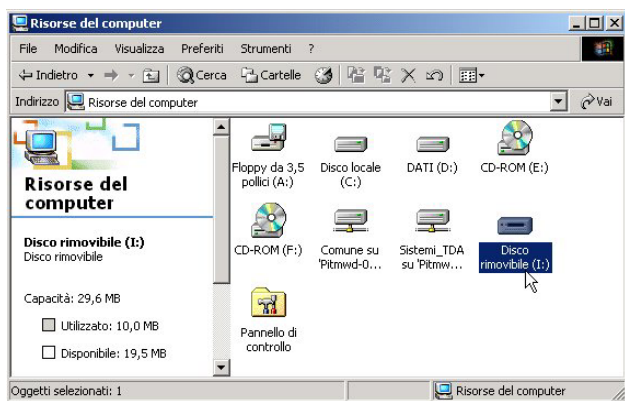 Risorse del computer
File Modifica Visualizza Preferiti Strumenti ?
Indietro Cerca Cartelle
Indirizzo Risorse del computer Vai
Risorse del
computer
Disco rimovibile (I:)
Disco rimovibile
Capacità: 29,6 MB
Utilizzato: 10,0 MB
Disponibile: 19,5 MB
Floppy da 3,5
pollici (A:)
Disco locale
(C:)
DATI (D:)
CD-ROM (E:)
CD-ROM (F:)
Comune su
'Pitmwd-0...
Sistemi_TDA
su 'Pitmw...
Disco
rimovibile (I:)
Pannello di
controllo
Oggetti selezionati: 1
Risorse del computer